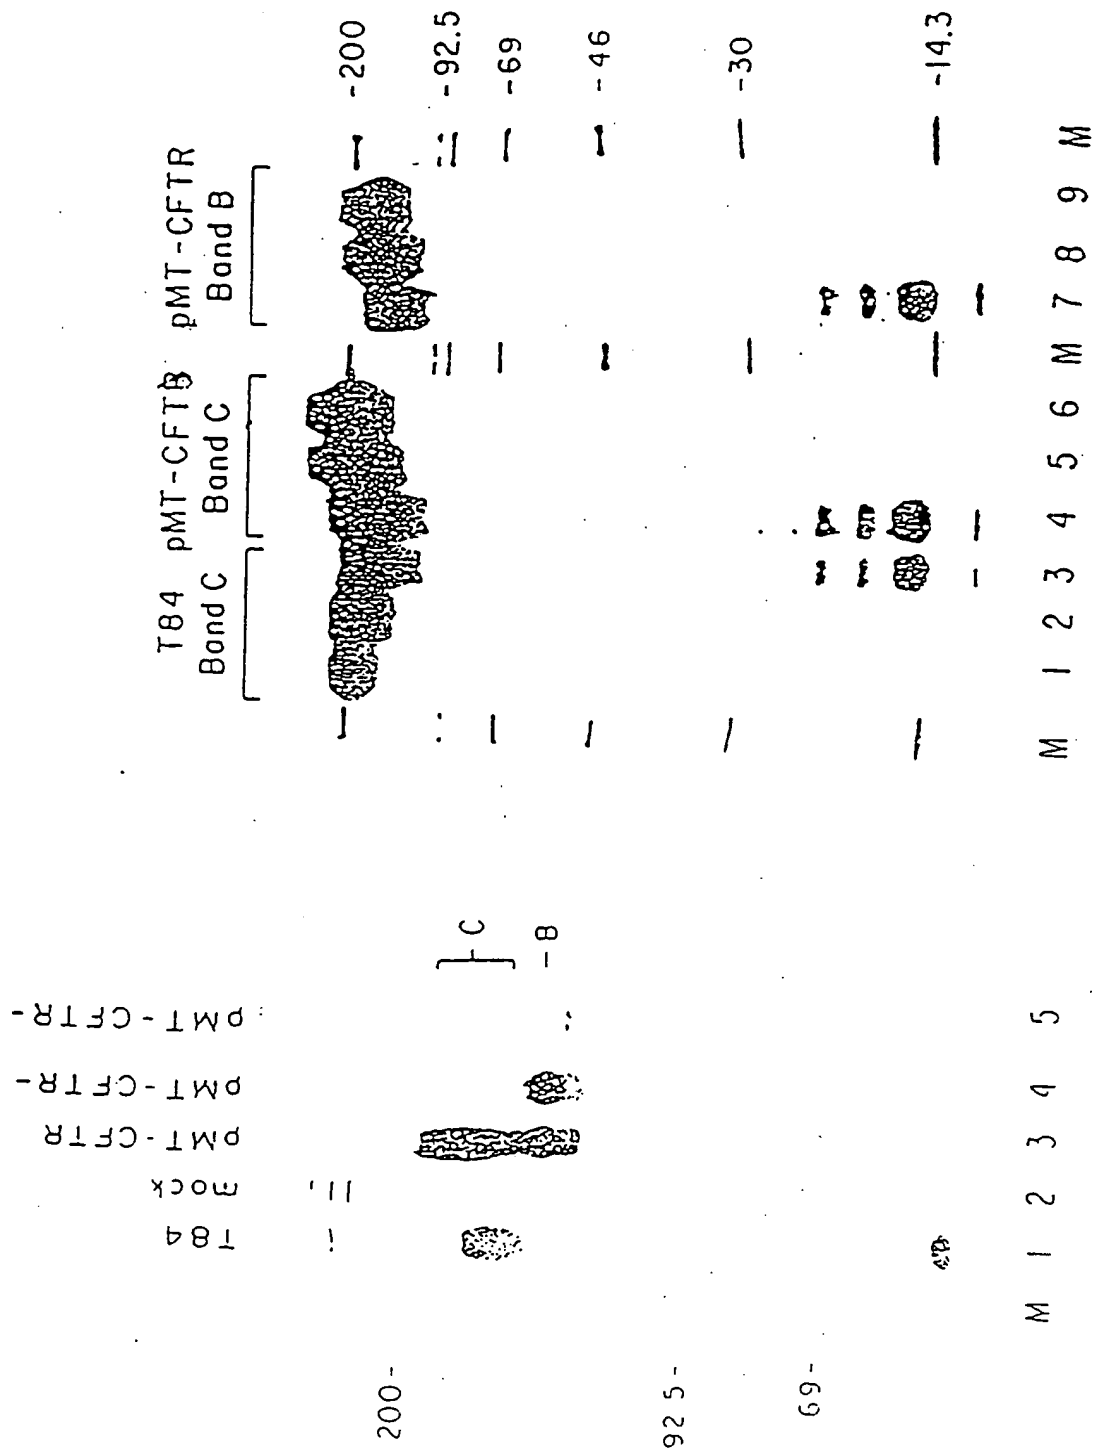 T84
Band C
pMT-CFTR
Band C
pMT-CFTR
Band B
-200
-92.5
-69
-46
-30
-14.3
M 1 2 3 4 5 6 M 7 8 9 M
T84
mock
pMT-CFTR
pMT-CFTR-
pMT-CFTR-
C
-B
200-
92 5-
69-
M 1 2 3 4 5